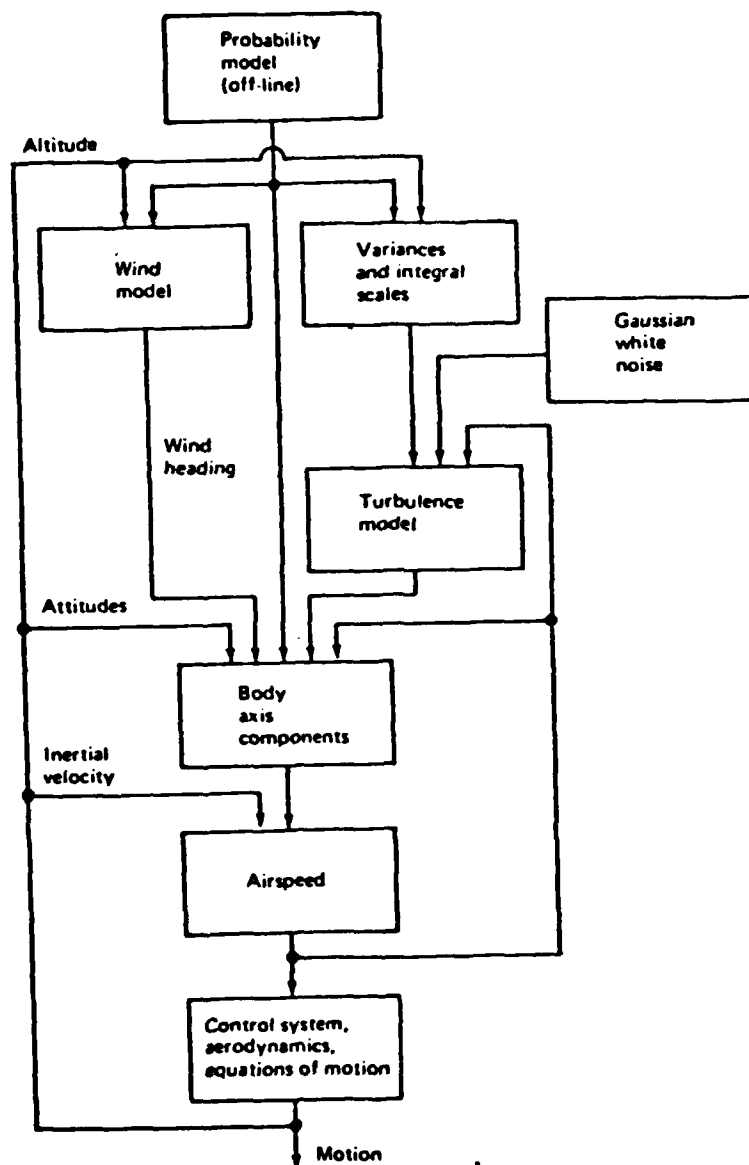 Probability
model
(off-line)
Altitude
Wind
model
Variances
and integral
scales
Gaussian
white
noise
Wind
heading
Turbulence
model
Attitudes
Body
axis
components
Inertial
velocity
Airspeed
Control system,
aerodynamics,
equations of motion
Motion